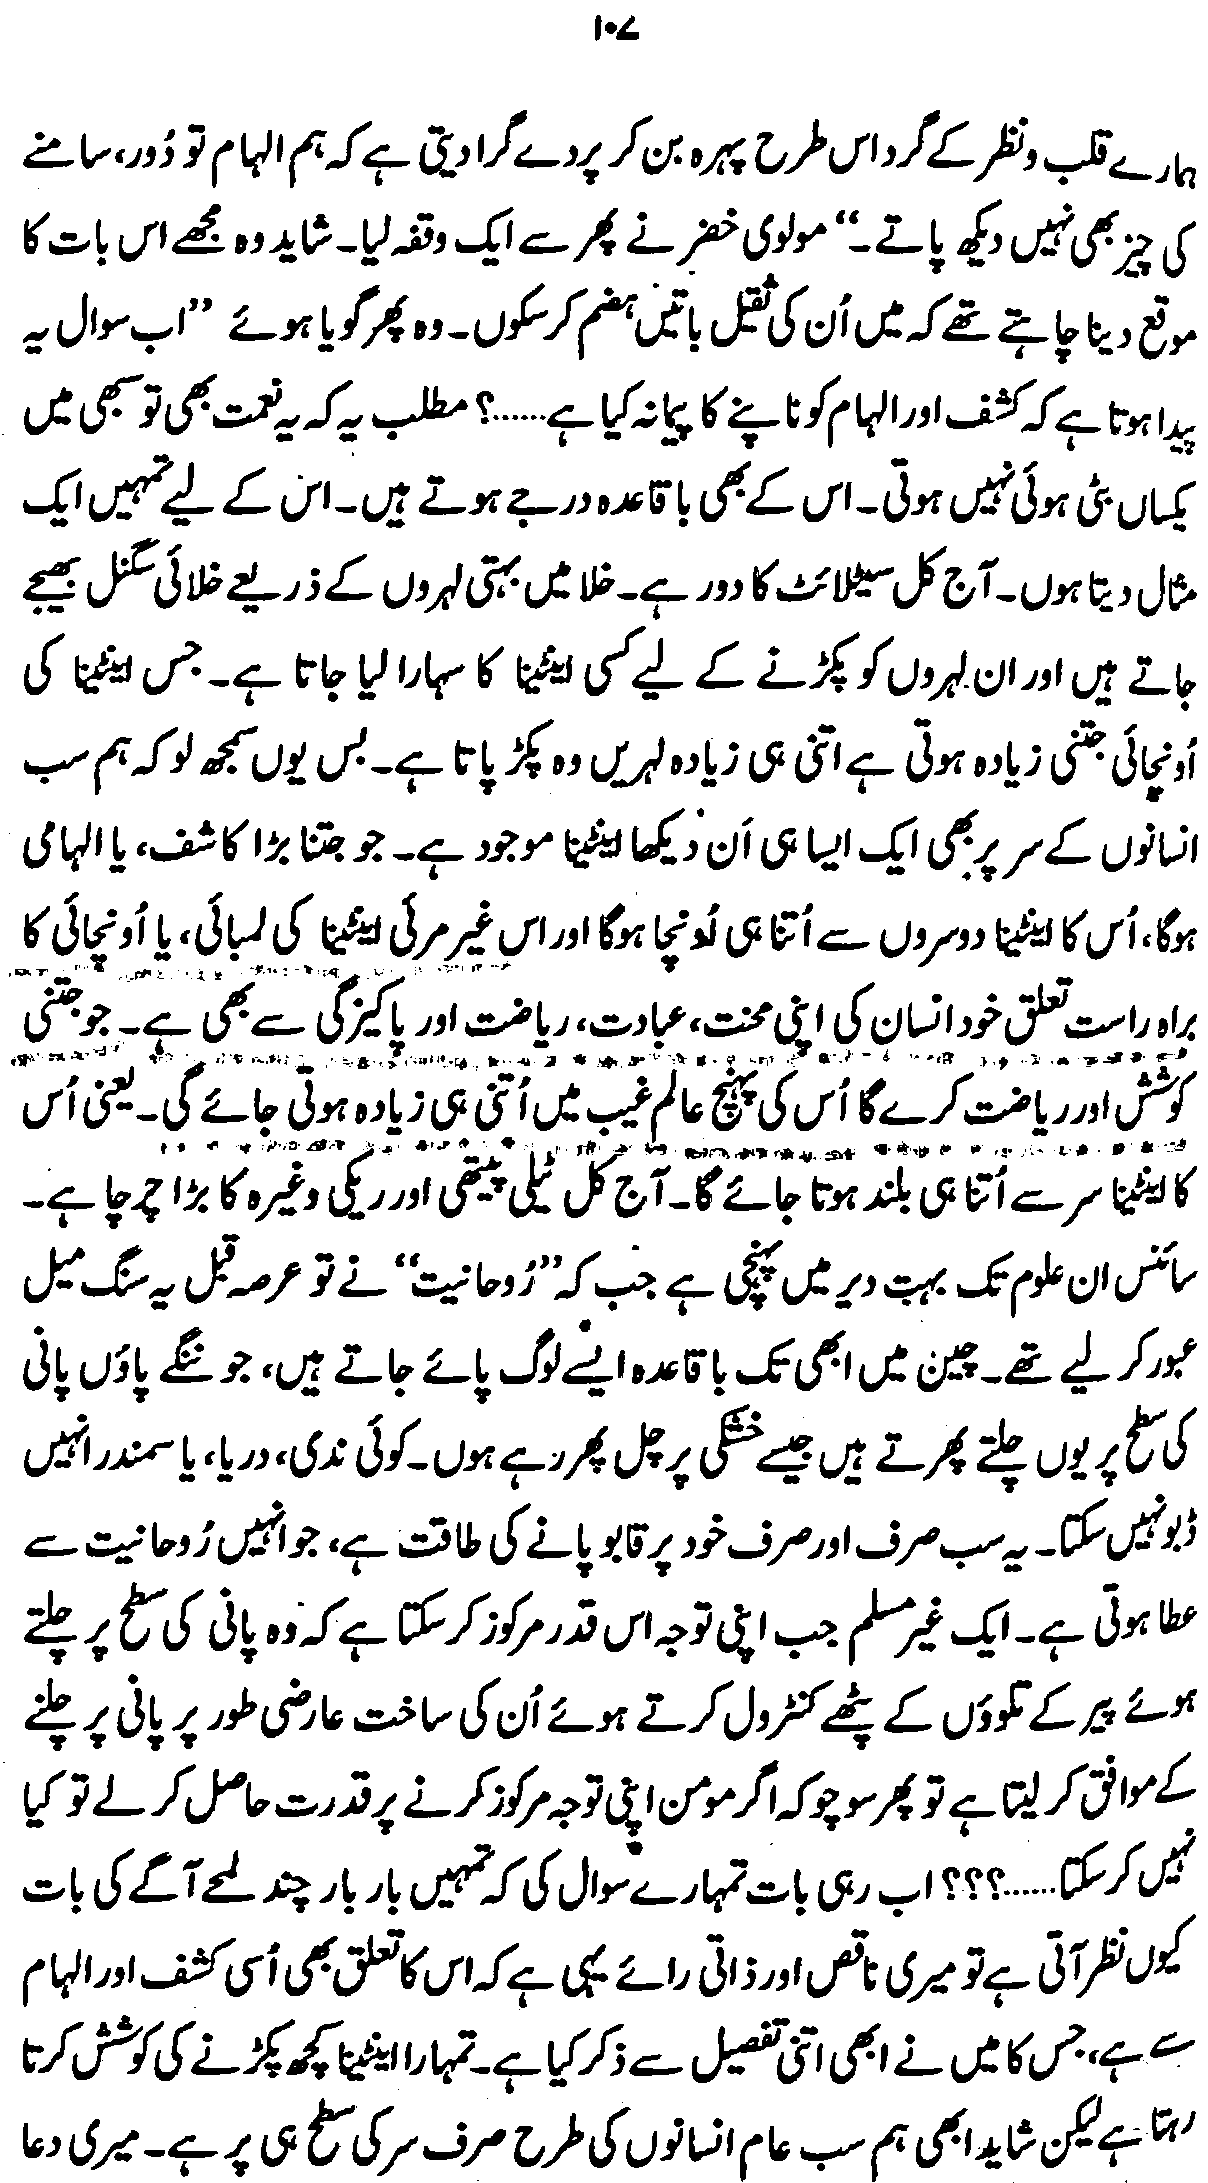 ۱۰۷
ہمارے قلب و نظر کے گرد اس طرح پہرہ بن کر پردے گرا دیتی ہے کہ ہم الہام تو دُور، سامنے
کی چیز بھی نہیں دیکھ پاتے۔“ مولوی خضر نے پھر سے ایک وقفہ لیا۔ شاید وہ مجھے اس بات کا
موقع دینا چاہتے تھے کہ میں اُن کی ثقیل باتیں ہضم کر سکوں۔ وہ پھر گویا ہوئے ”اب سوال یہ
پیدا ہوتا ہے کہ کشف اور الہام کو ناپنے کا پیمانہ کیا ہے......؟ مطلب یہ کہ یہ نعمت بھی تو سبھی میں
یکساں بٹی ہوئی نہیں ہوتی۔ اس کے بھی باقاعدہ درجے ہوتے ہیں۔ اس کے لیے تمہیں ایک
مثال دیتا ہوں۔ آج کل سیٹلائٹ کا دور ہے۔ خلا میں بہتی لہروں کے ذریعے خلائی سگنل بھیجے
جاتے ہیں اور ان لہروں کو پکڑنے کے لیے کسی اینٹینا کا سہارا لیا جاتا ہے۔ جس اینٹینا کی
اُونچائی جتنی زیادہ ہوتی ہے اتنی ہی زیادہ لہریں وہ پکڑ پاتا ہے۔ بس یوں سمجھ لو کہ ہم سب
انسانوں کے سر پر بھی ایک ایسا ہی اَن دیکھا اینٹینا موجود ہے۔ جو جتنا بڑا کاشف، یا الہامی
ہوگا، اُس کا اینٹینا دوسروں سے اُتنا ہی اُونچا ہوگا اور اس غیر مرئی اینٹینا کی لمبائی، یا اُونچائی کا
براہ راست تعلق خود انسان کی اپنی محنت، عبادت، ریاضت اور پاکیزگی سے بھی ہے۔ جو جتنی
کوشش اور ریاضت کرے گا اُس کی پہنچ عالم غیب میں اُتنی ہی زیادہ ہوتی جائے گی۔ یعنی اُس
کا اینٹینا سر سے اُتنا ہی بلند ہوتا جائے گا۔ آج کل ٹیلی پیتھی اور ریکی وغیرہ کا بڑا چرچا ہے۔
سائنس ان علوم تک بہت دیر میں پہنچی ہے جب کہ ”رُوحانیت“ نے تو عرصہ قبل یہ سنگ میل
عبور کر لیے تھے۔ چین میں ابھی تک باقاعدہ ایسے لوگ پائے جاتے ہیں، جو ننگے پاؤں پانی
کی سطح پر یوں چلتے پھرتے ہیں جیسے خشکی پر چل پھر رہے ہوں۔ کوئی ندی، دریا، یا سمندر انہیں
ڈبو نہیں سکتا۔ یہ سب صرف اور صرف خود پر قابو پانے کی طاقت ہے، جو انہیں رُوحانیت سے
عطا ہوتی ہے۔ ایک غیر مسلم جب اپنی توجہ اس قدر مرکوز کر سکتا ہے کہ وہ پانی کی سطح پر چلتے
ہوئے پیر کے تلوؤں کے پٹھے کنٹرول کرتے ہوئے اُن کی ساخت عارضی طور پر پانی پر چلنے
کے موافق کر لیتا ہے تو پھر سوچو کہ اگر مومن اپنی توجہ مرکوز کرنے پر قدرت حاصل کر لے تو کیا
نہیں کر سکتا......؟؟؟ اب رہی بات تمہارے سوال کی کہ تمہیں بار بار چند لمحے آگے کی بات
کیوں نظر آتی ہے تو میری ناقص اور ذاتی رائے یہی ہے کہ اس کا تعلق بھی اُسی کشف اور الہام
سے ہے، جس کا میں نے ابھی اتنی تفصیل سے ذکر کیا ہے۔ تمہارا اینٹینا کچھ پکڑنے کی کوشش کرتا
رہتا ہے لیکن شاید ابھی ہم سب عام انسانوں کی طرح صرف سر کی سطح ہی پر ہے۔ میری دعا